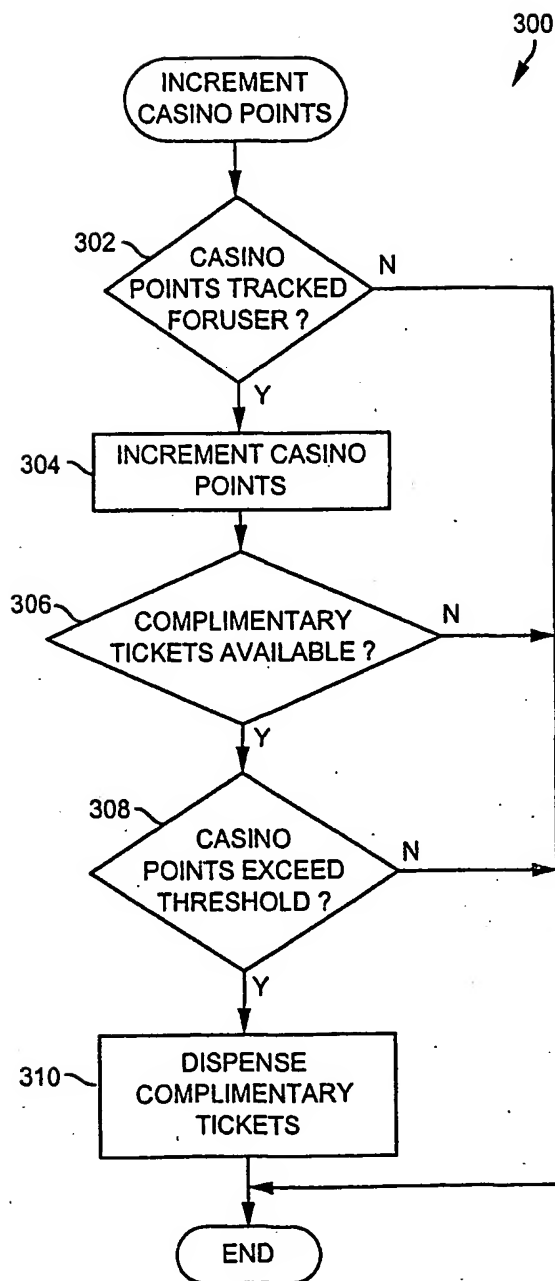 300
INCREMENT
CASINO POINTS
302
CASINO
POINTS TRACKED
FORUSER ?
N
Y
304
INCREMENT CASINO
POINTS
306
COMPLIMENTARY
TICKETS AVAILABLE ?
N
Y
308
CASINO
POINTS EXCEED
THRESHOLD ?
N
Y
310
DISPENSE
COMPLIMENTARY
TICKETS
END